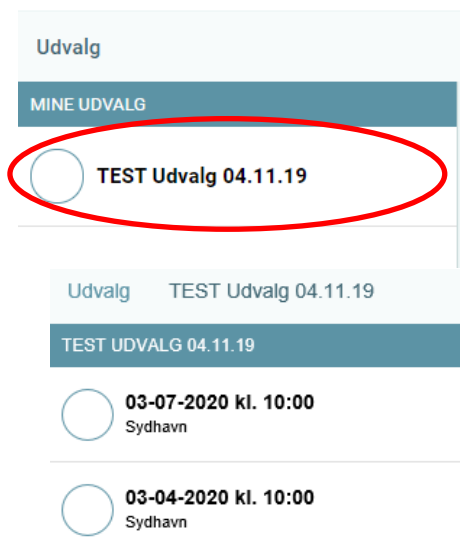 Udvalg
MINE UDVALG
TEST Udvalg 04.11.19
Udvalg TEST Udvalg 04.11.19
TEST UDVALG 04.11.19
03-07-2020 kl. 10:00
Sydhavn
03-04-2020 kl. 10:00
Sydhavn